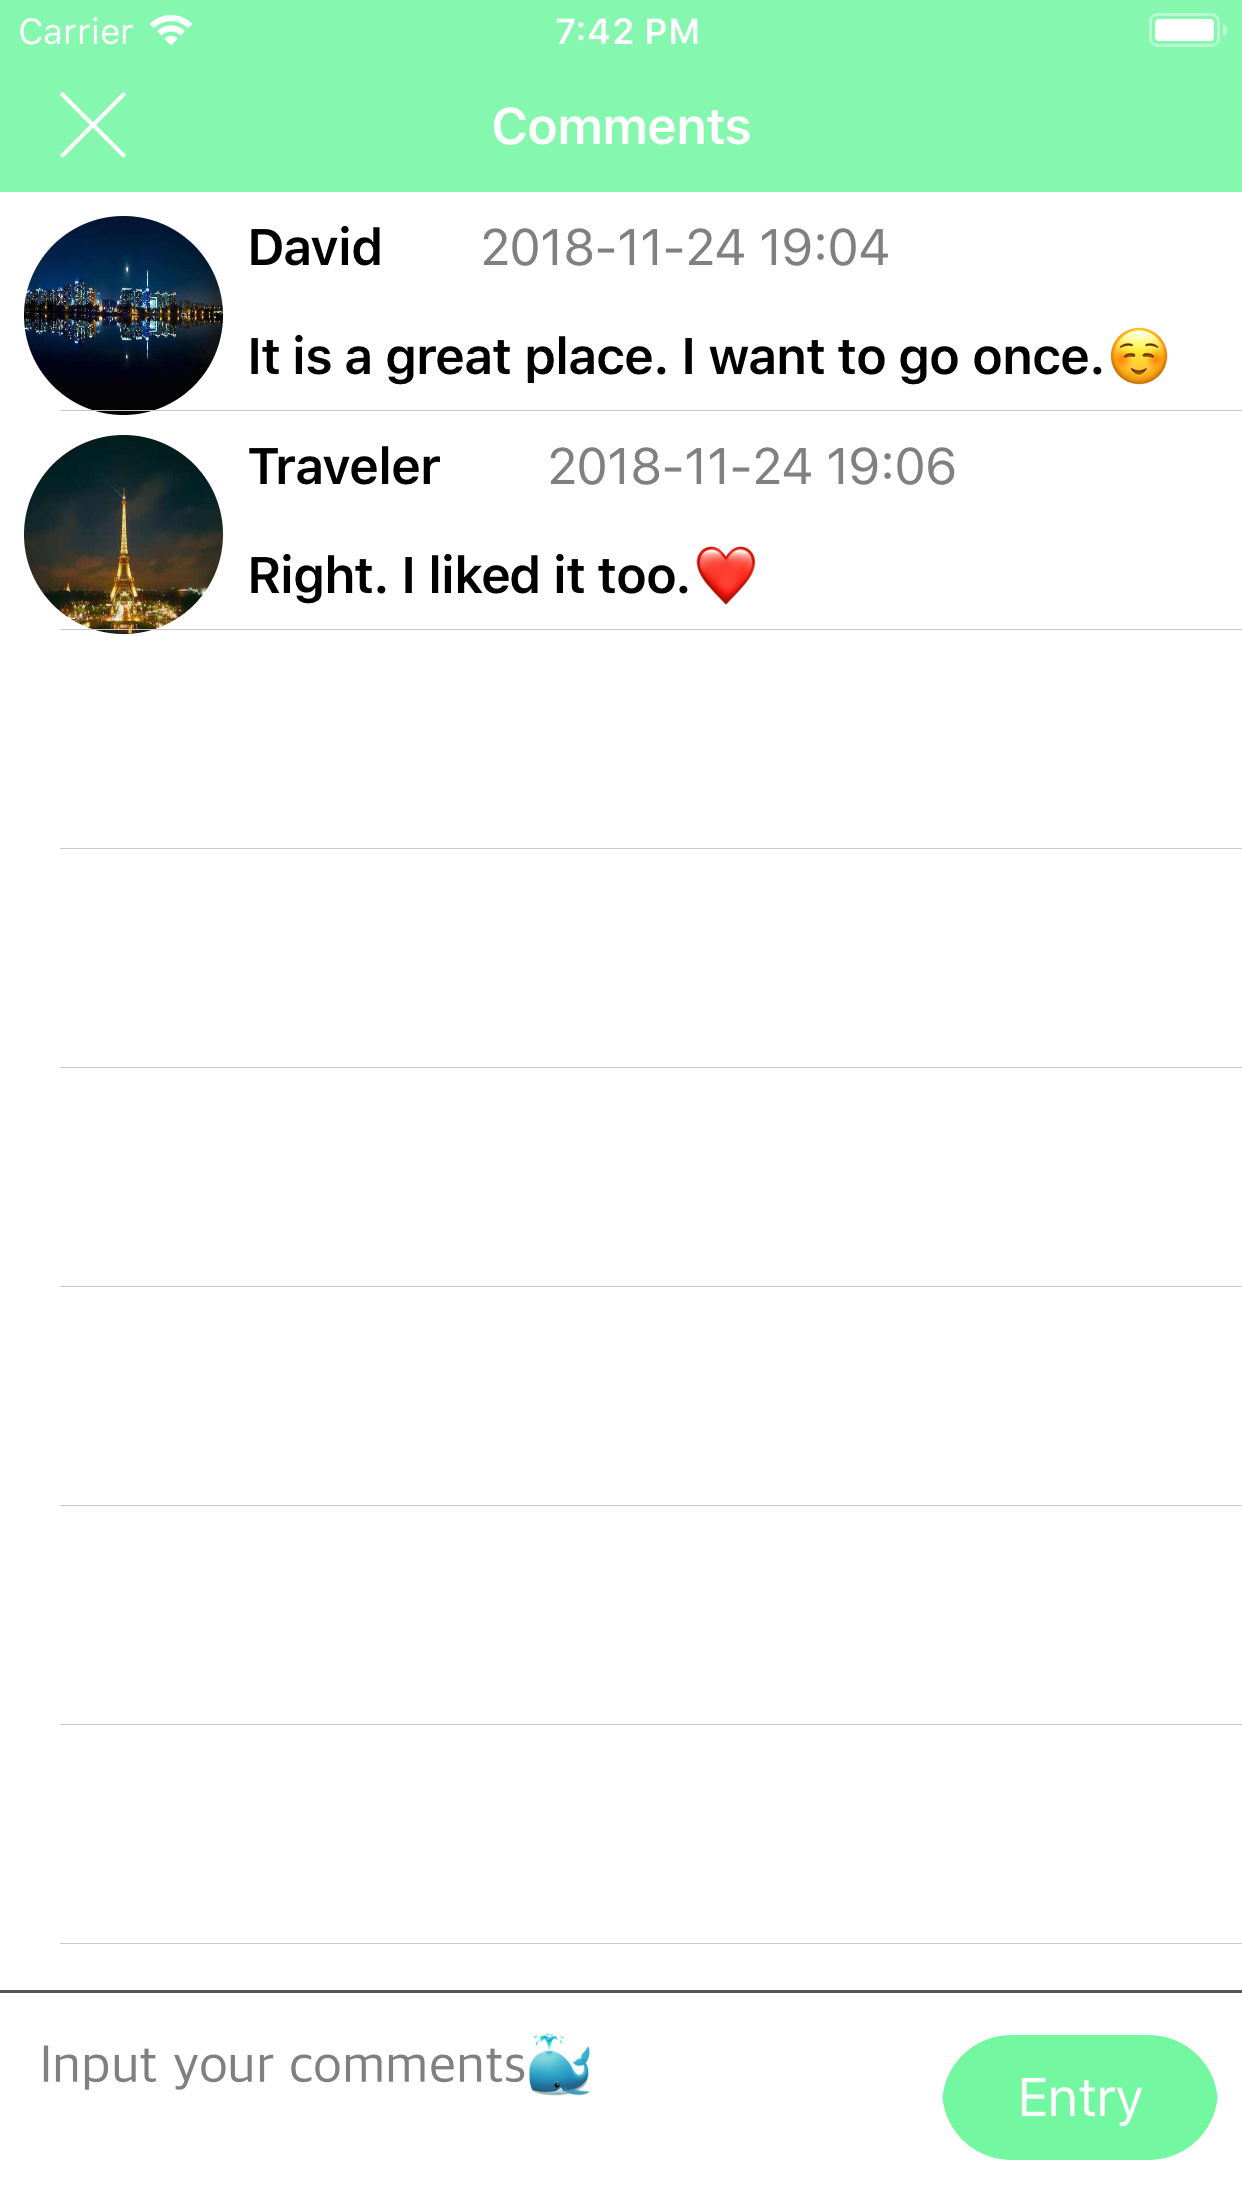 Carrier 7:42 PM
Comments
David 2018-11-24 19:04
It is a great place. I want to go once.☺️
Traveler 2018-11-24 19:06
Right. I liked it too.❤️
Input your comments🐳
Entry